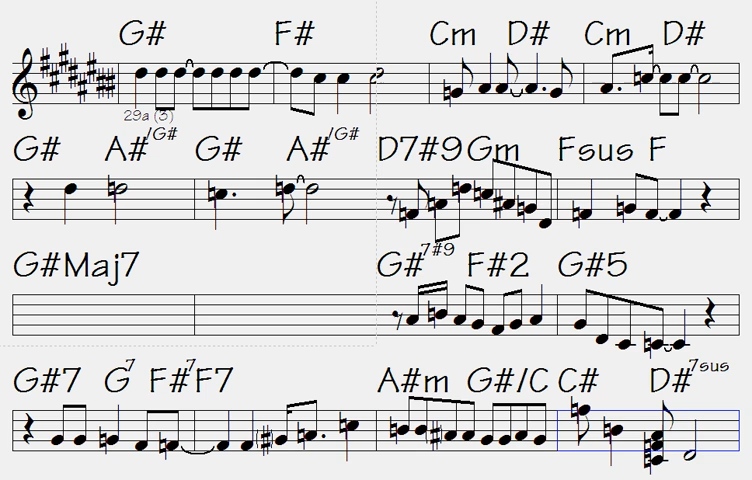 G# F# Cm D# Cm D#
29a (3)
G# A#/G# G# A#/G# D7#9 Gm Fsus F
G#Maj7 G#7#9 F#2 G#5
G#7 G7 F#7 F7 A#m G#/C C# D#7sus